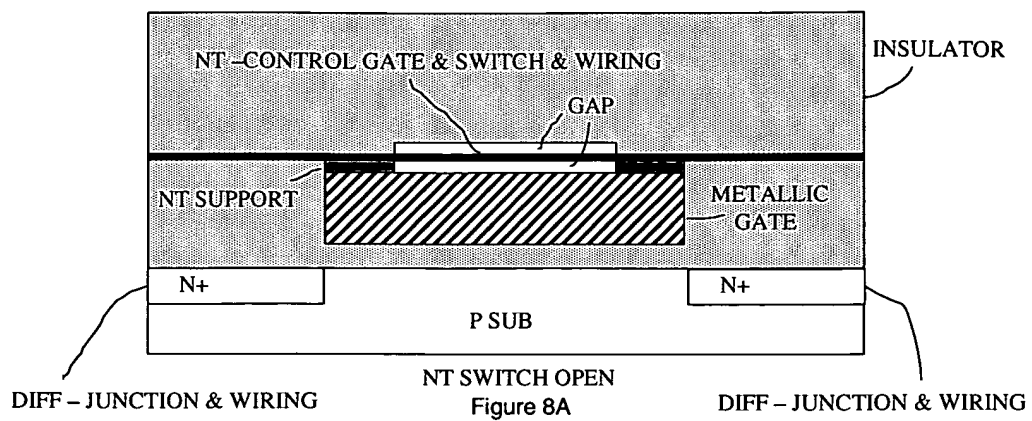 INSULATOR
NT –CONTROL GATE & SWITCH & WIRING
GAP
NT SUPPORT
METALLIC
GATE
N+
N+
P SUB
NT SWITCH OPEN
DIFF – JUNCTION & WIRING
DIFF – JUNCTION & WIRING
Figure 8A